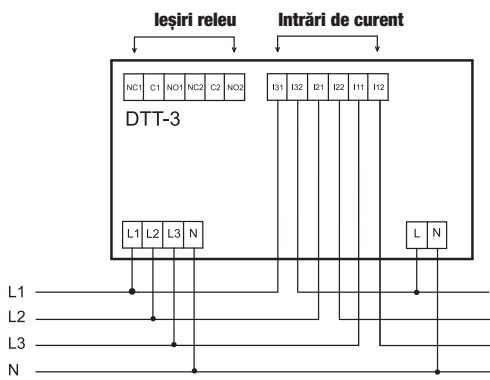 Ieșiri releu Intrări de curent
NC1 C1 NO1 NC2 C2 NO2 I31 I32 I21 I22 I11 I12
DTT-3
L1 L2 L3 N L N
L1
L2
L3
N